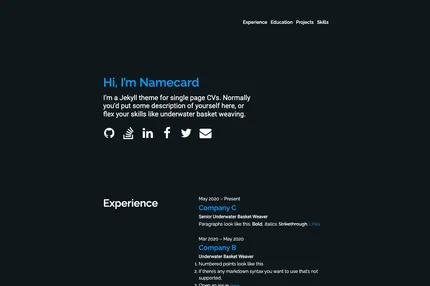 Experience Education Projects Skills
Hi, I'm Namecard
I'm a Jekyll theme for single page CVs. Normally
you'd put some description of yourself here, or
flex your skills like underwater basket weaving.
Experience
May 2020 – Present
Company C
Senior Underwater Basket Weaver
Paragraphs look like this. Bold, italics Strikethrough Links
Mar 2020 – May 2020
Company B
Underwater Basket Weaver
1. Numbered points look like this
2. If there's any markdown syntax you want to use that's not
supported,
3. Open an issue here